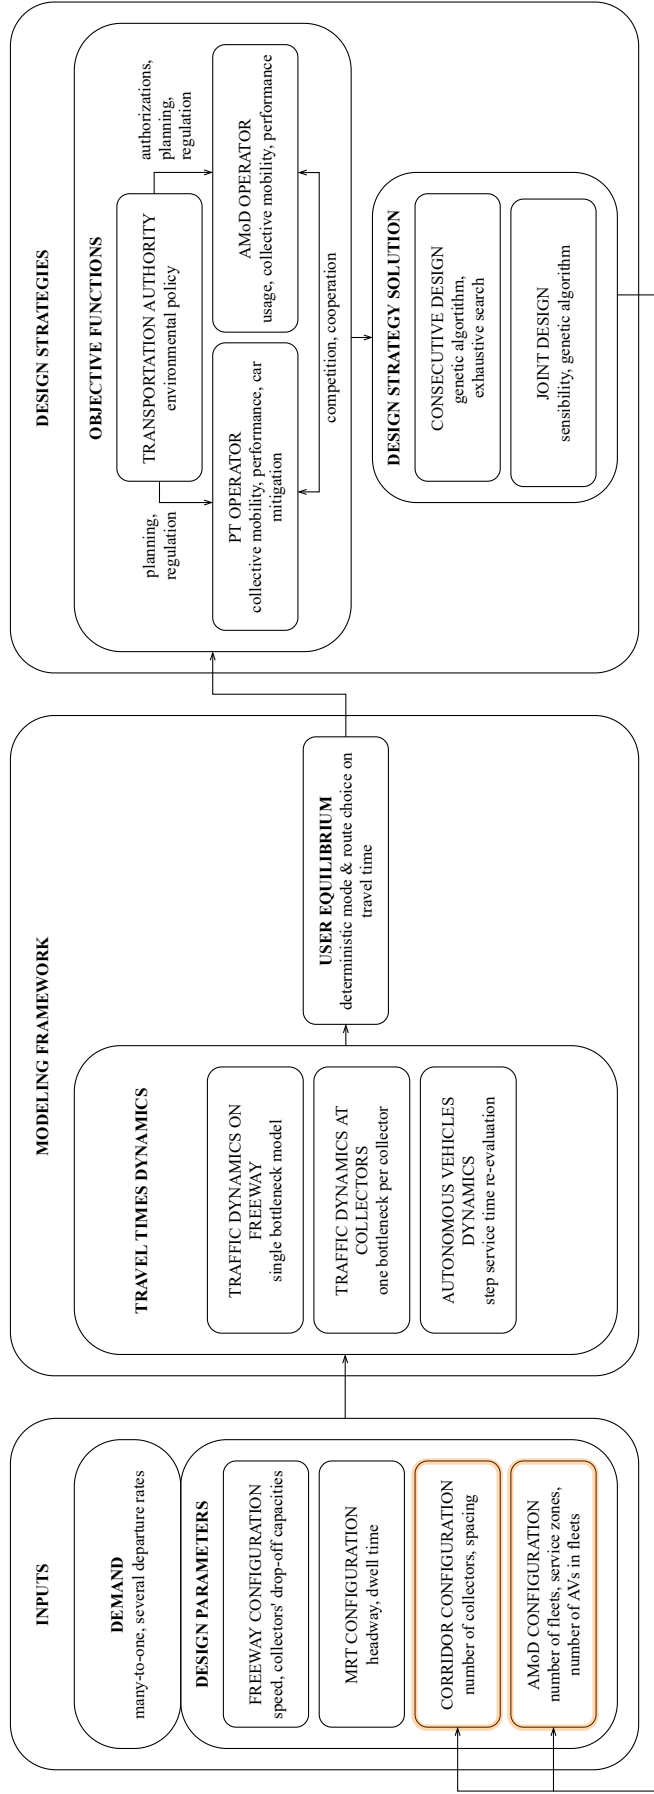 INPUTS
DEMAND
many-to-one, several departure rates
DESIGN PARAMETERS
FREEWAY CONFIGURATION
speed, collectors' drop-off capacities
MRT CONFIGURATION
headway, dwell time
CORRIDOR CONFIGURATION
number of collectors, spacing
AMoD CONFIGURATION
number of fleets, service zones,
number of AVs in fleets
MODELING FRAMEWORK
TRAVEL TIMES DYNAMICS
TRAFFIC DYNAMICS ON
FREEWAY
single bottleneck model
TRAFFIC DYNAMICS AT
COLLECTORS
one bottleneck per collector
AUTONOMOUS VEHICLES
DYNAMICS
step service time re-evaluation
USER EQUILIBRIUM
deterministic mode & route choice on
travel time
DESIGN STRATEGIES
OBJECTIVE FUNCTIONS
TRANSPORTATION AUTHORITY
environmental policy
planning,
regulation
authorizations,
planning,
regulation
PT OPERATOR
collective mobility, performance, car
mitigation
AMoD OPERATOR
usage, collective mobility, performance
competition, cooperation
DESIGN STRATEGY SOLUTION
CONSECUTIVE DESIGN
genetic algortithm,
exhaustive search
JOINT DESIGN
sensibility, genetic algorithm